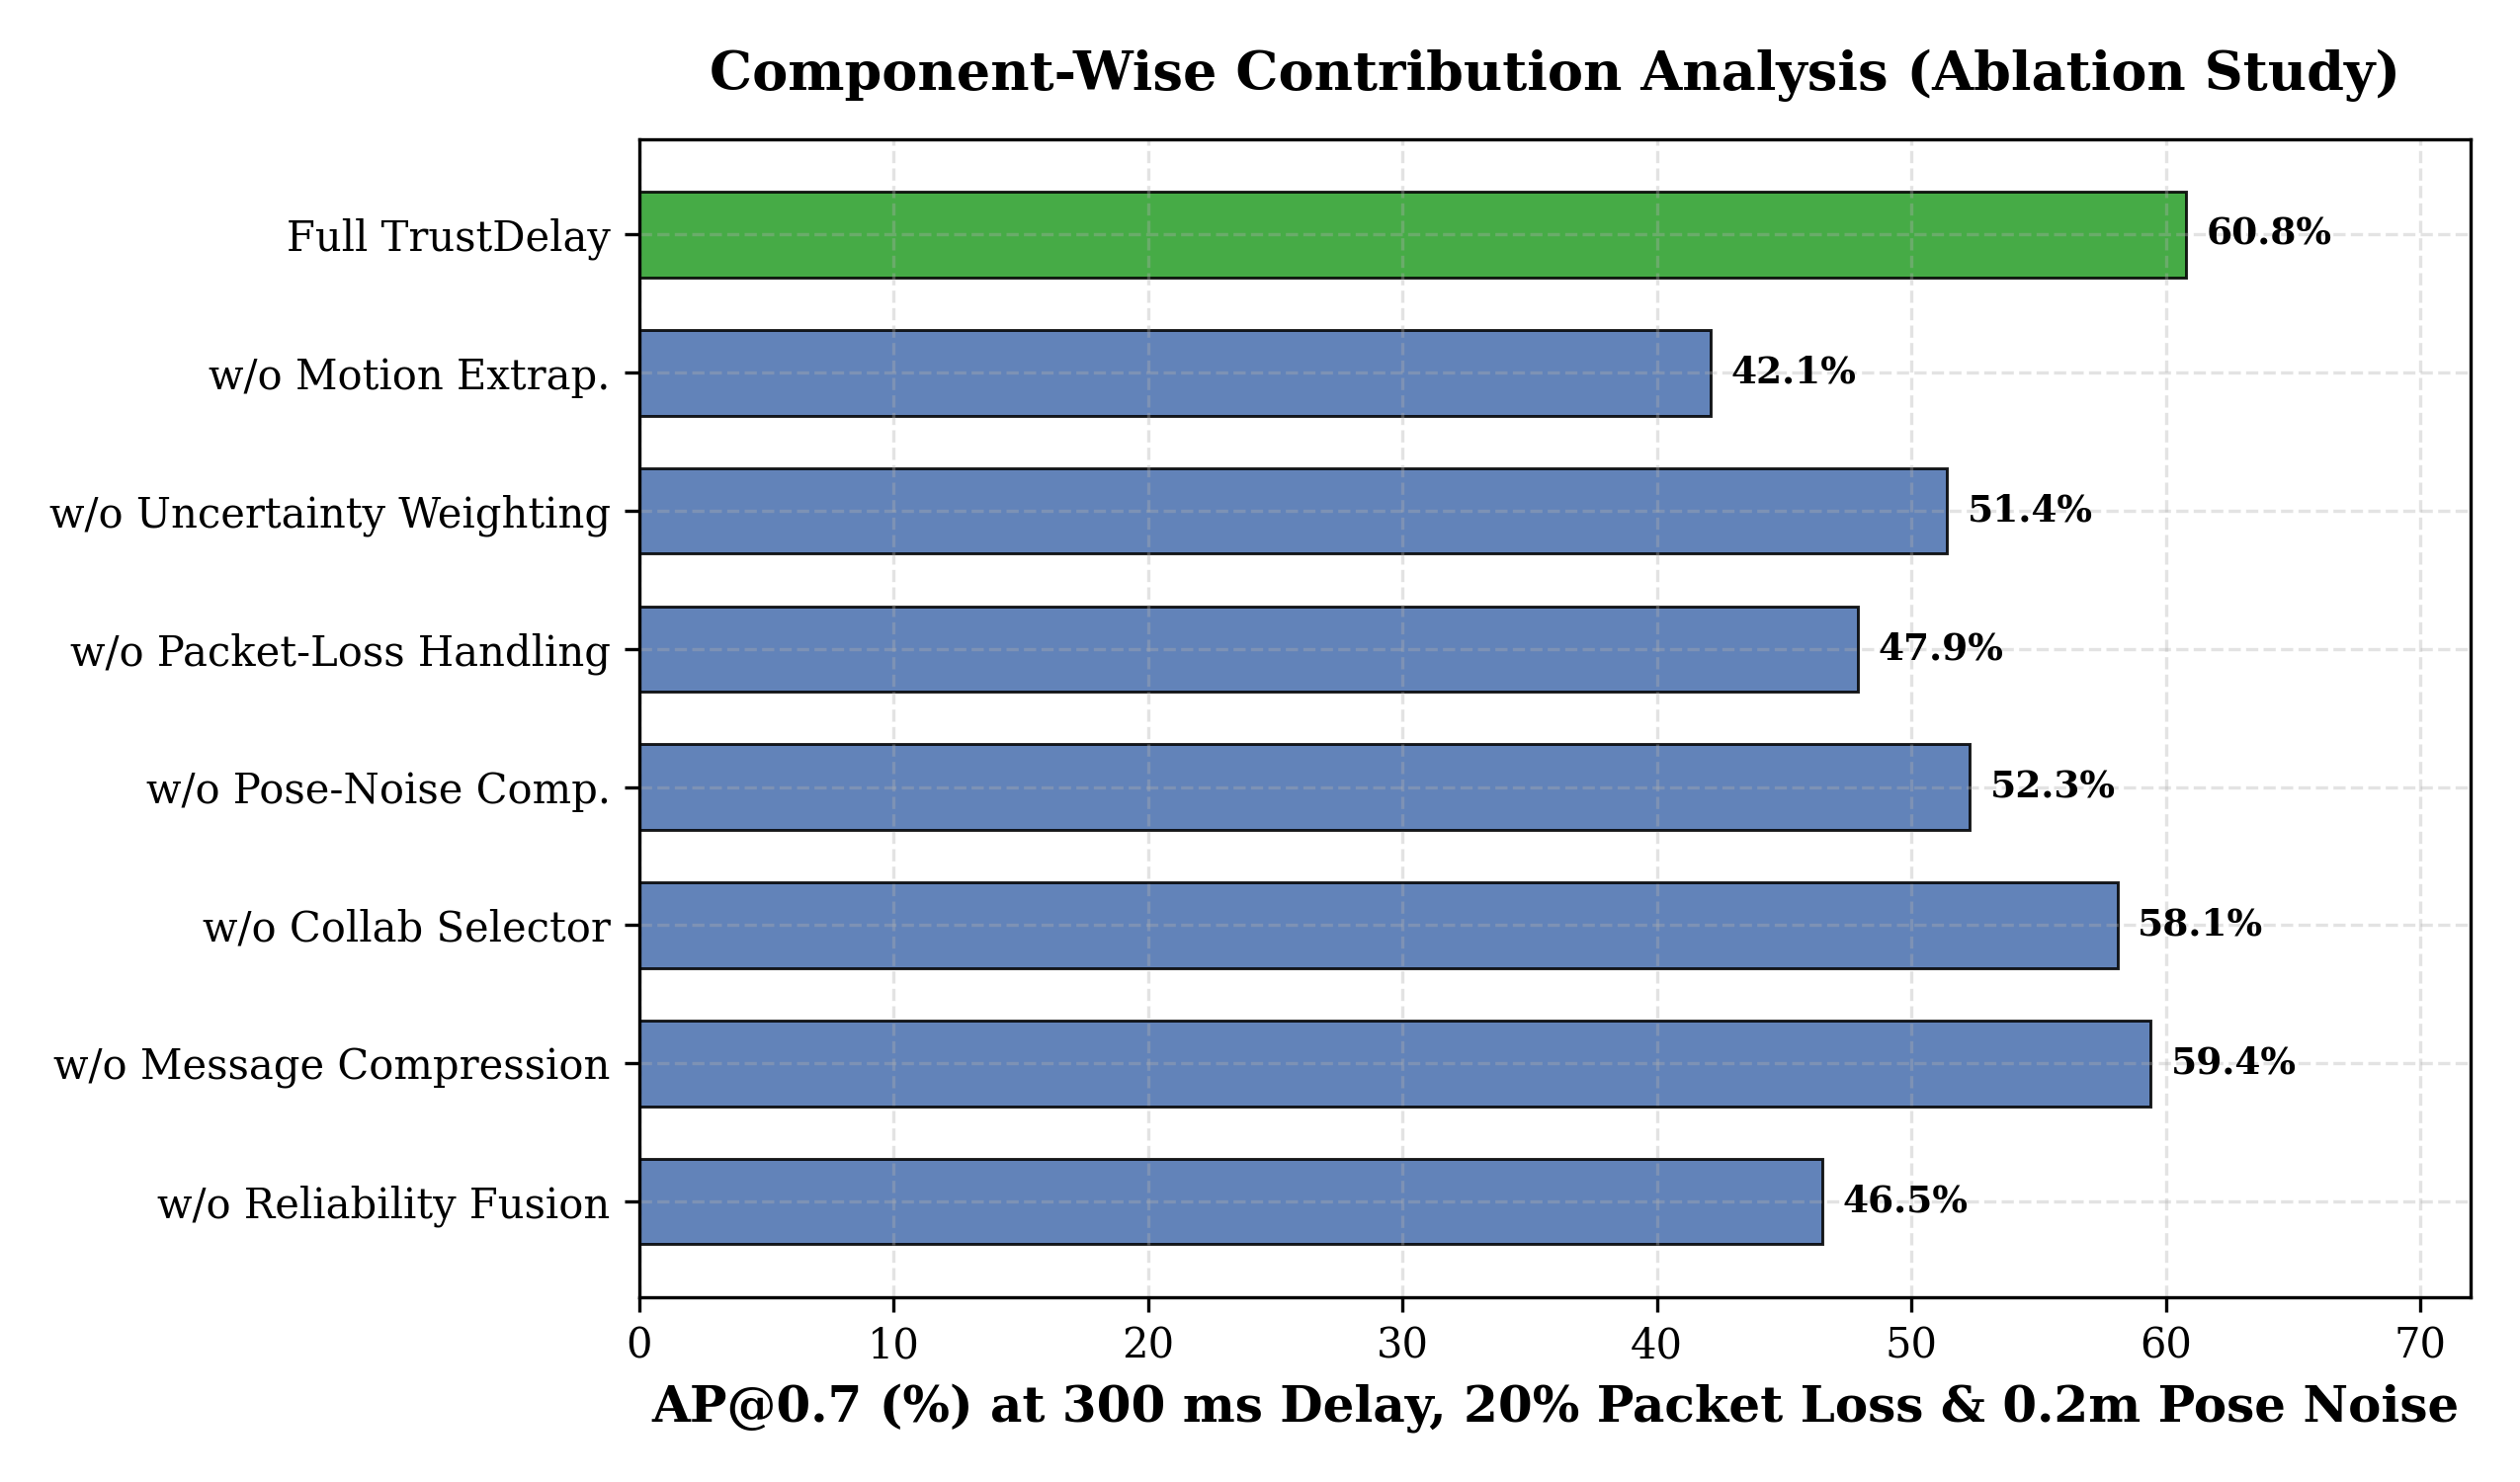 Component-Wise Contribution Analysis (Ablation Study)
Full TrustDelay 60.8%
w/o Motion Extrap. 42.1%
w/o Uncertainty Weighting 51.4%
w/o Packet-Loss Handling 47.9%
w/o Pose-Noise Comp. 52.3%
w/o Collab Selector 58.1%
w/o Message Compression 59.4%
w/o Reliability Fusion 46.5%
0 10 20 30 40 50 60 70
AP@0.7 (%) at 300 ms Delay, 20% Packet Loss & 0.2m Pose Noise